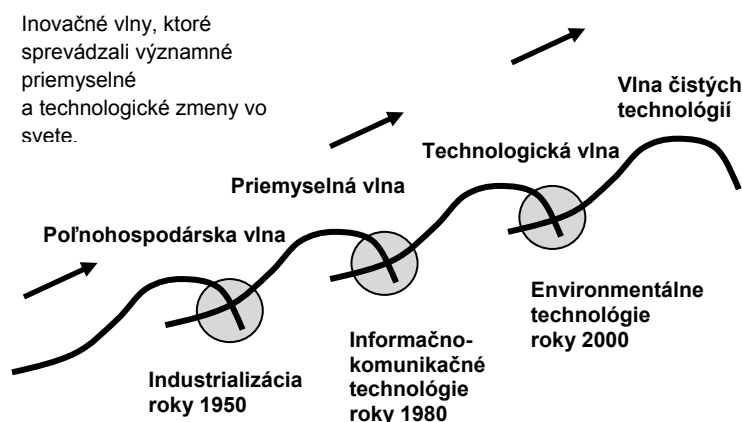 Inovačné vlny, ktoré
sprevádzali významné
priemyselné
a technologické zmeny vo
svete.
Vlna čistých
technológií
Technologická vlna
Priemyselná vlna
Poľnohospodárska vlna
Environmentálne
technológie
roky 2000
Informačno-
komunikačné
technológie
roky 1980
Industrializácia
roky 1950